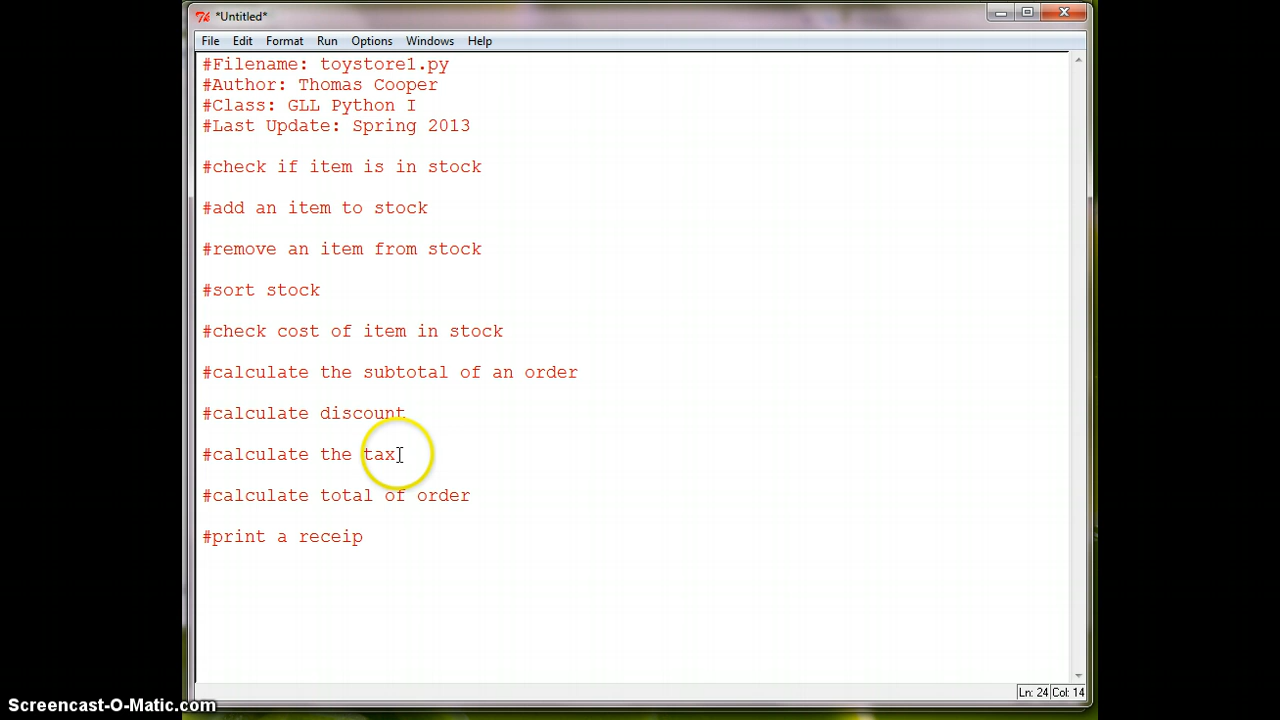 *Untitled*
File Edit Format Run Options Windows Help
#Filename: toystore1.py
#Author: Thomas Cooper
#Class: GLL Python I
#Last Update: Spring 2013
#check if item is in stock
#add an item to stock
#remove an item from stock
#sort stock
#check cost of item in stock
#calculate the subtotal of an order
#calculate discount
#calculate the tax
#calculate total of order
#print a receip
Ln: 24 Col: 14
Screencast-O-Matic.com